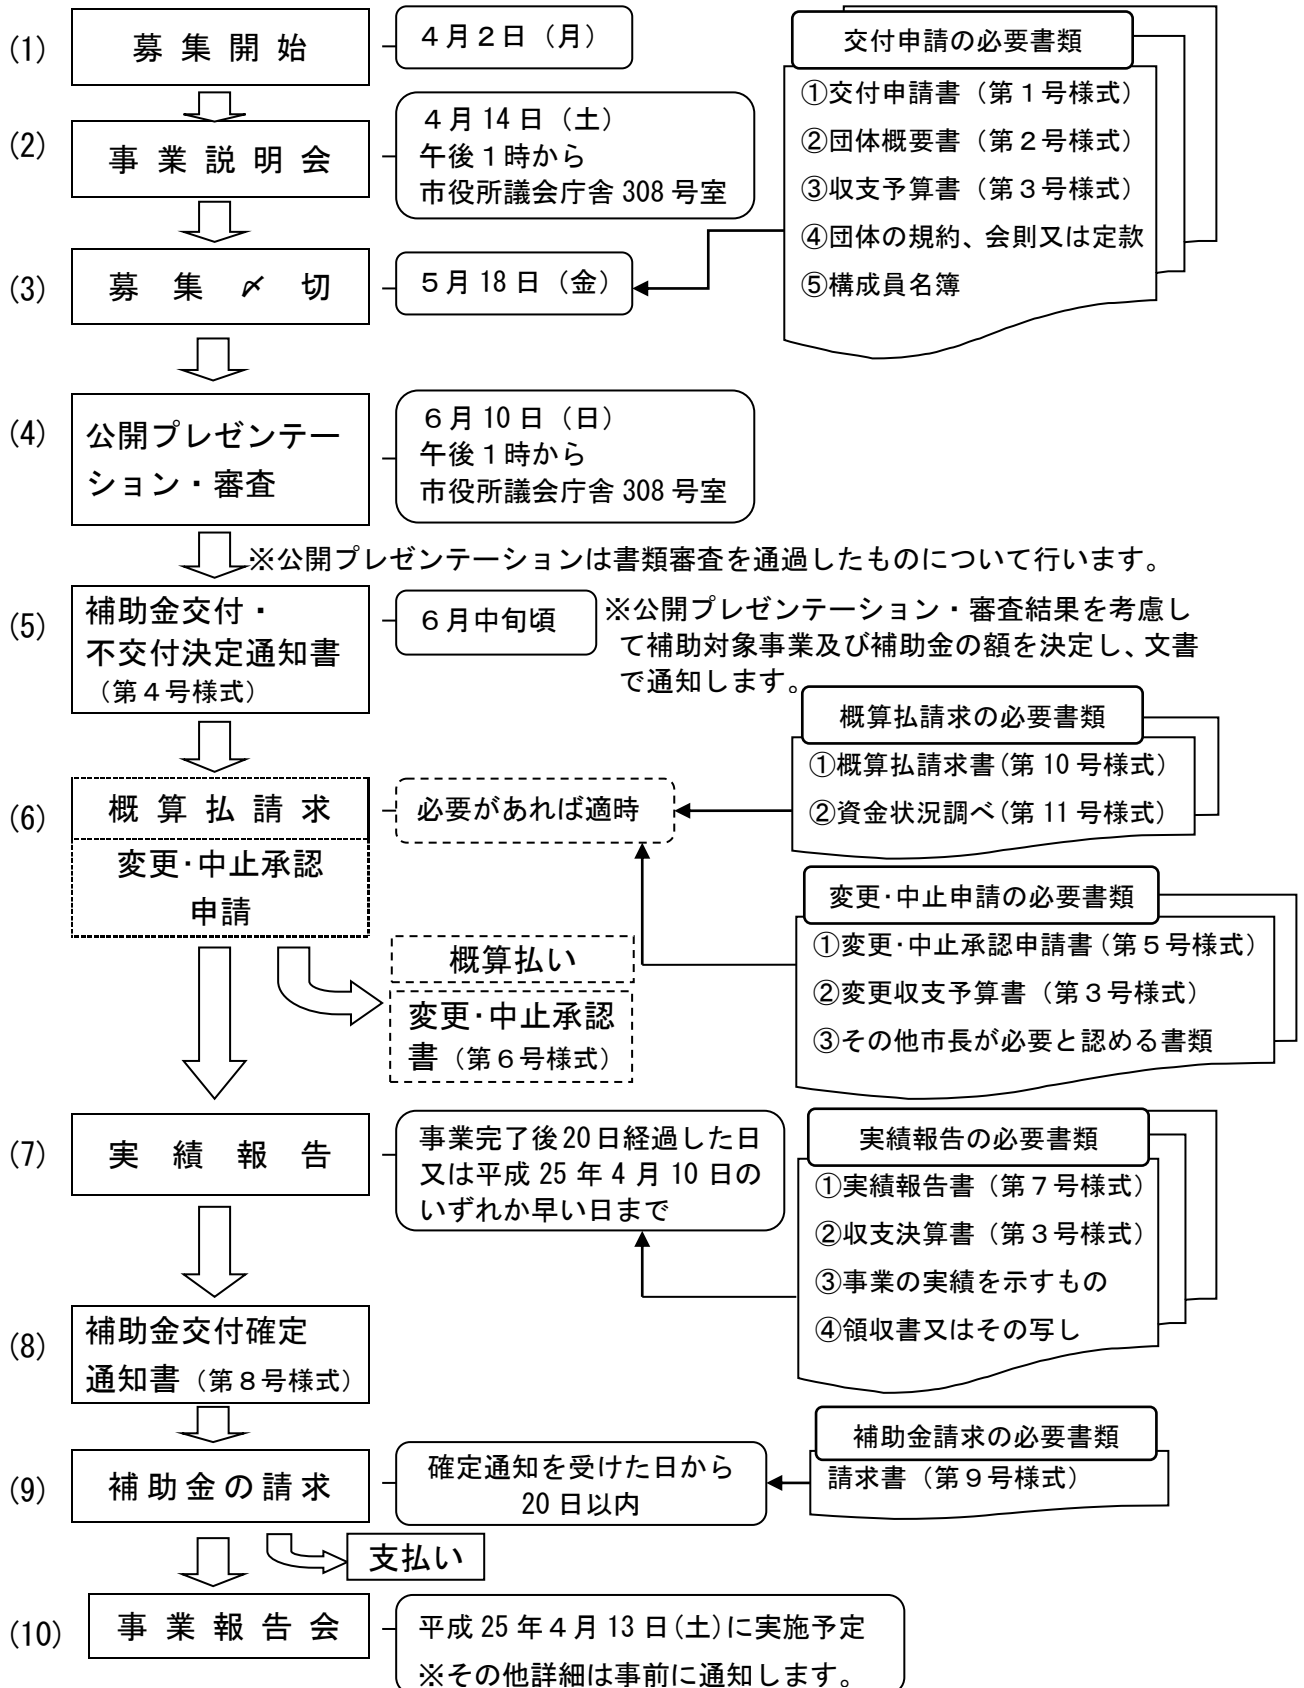 (1)
募集開始
４月２日（月）
交付申請の必要書類
①交付申請書（第１号様式）
②団体概要書（第２号様式）
③収支予算書（第３号様式）
④団体の規約、会則又は定款
⑤構成員名簿
(2)
事業説明会
４月14日（土）
午後１時から
市役所議会庁舎308号室
(3)
募集〆切
５月18日（金）
(4)
公開プレゼンテー
ション・審査
６月10日（日）
午後１時から
市役所議会庁舎308号室
※公開プレゼンテーションは書類審査を通過したものについて行います。
(5)
補助金交付・
不交付決定通知書
（第４号様式）
６月中旬頃
※公開プレゼンテーション・審査結果を考慮し
て補助対象事業及び補助金の額を決定し、文書
で通知します。
(6)
概算払請求
変更･中止承認
申請
必要があれば適時
概算払請求の必要書類
①概算払請求書(第10号様式)
②資金状況調べ(第11号様式)
変更･中止申請の必要書類
①変更･中止承認申請書(第５号様式)
②変更収支予算書（第３号様式）
③その他市長が必要と認める書類
概算払い
変更･中止承認
書（第６号様式）
(7)
実績報告
事業完了後20日経過した日
又は平成25年４月10日の
いずれか早い日まで
実績報告の必要書類
①実績報告書（第７号様式）
②収支決算書（第３号様式）
③事業の実績を示すもの
④領収書又はその写し
(8)
補助金交付確定
通知書（第８号様式）
(9)
補助金の請求
確定通知を受けた日から
20日以内
補助金請求の必要書類
請求書（第９号様式）
支払い
(10)
事業報告会
平成25年４月13日(土)に実施予定
※その他詳細は事前に通知します。